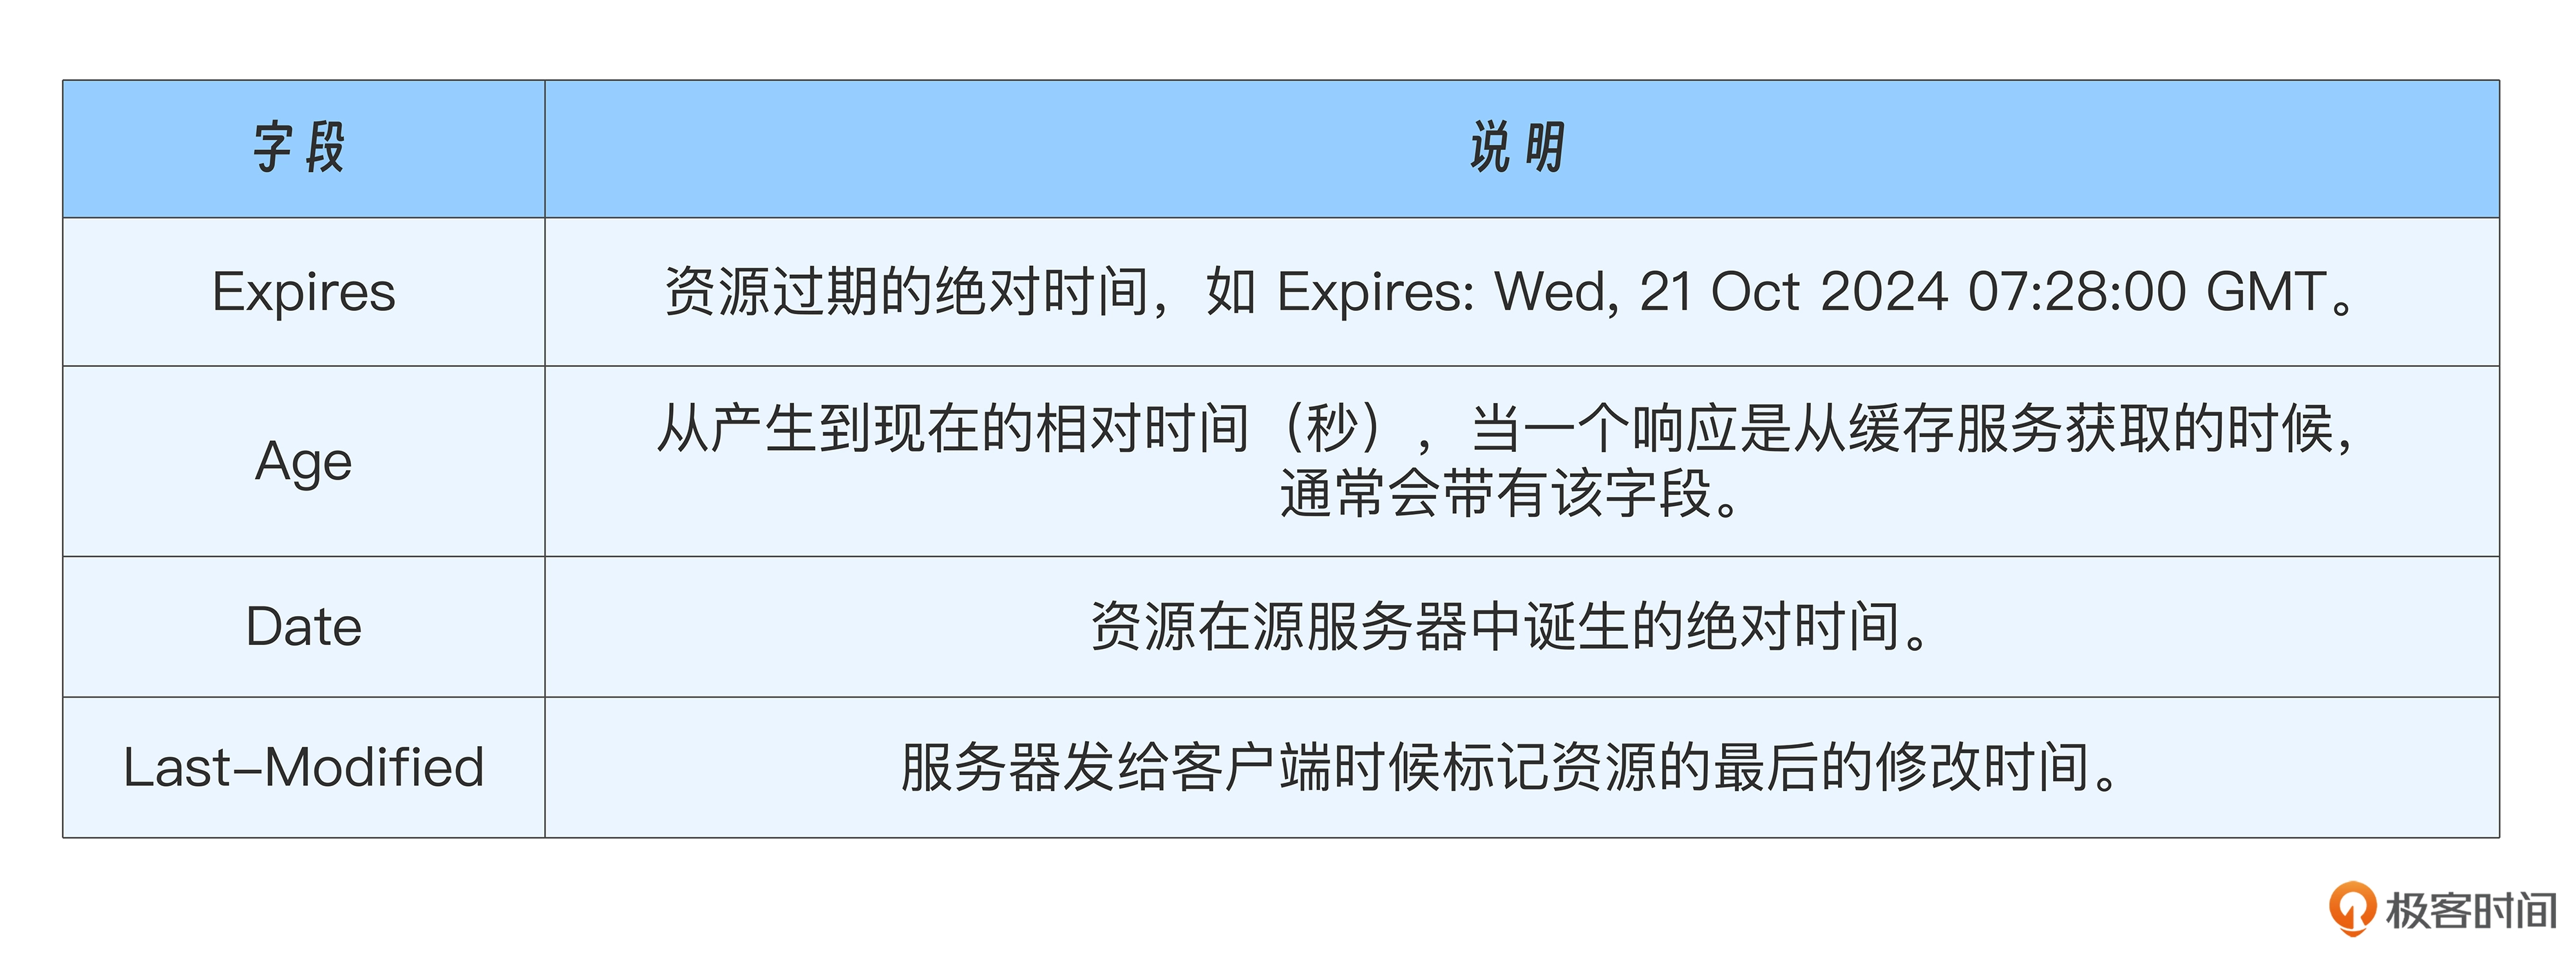 字段
说明
Expires
资源过期的绝对时间，如 Expires: Wed, 21 Oct 2024 07:28:00 GMT。
Age
从产生到现在的相对时间（秒），当一个响应是从缓存服务获取的时候，
通常会带有该字段。
Date
资源在源服务器中诞生的绝对时间。
Last-Modified
服务器发给客户端时候标记资源的最后的修改时间。
极客时间